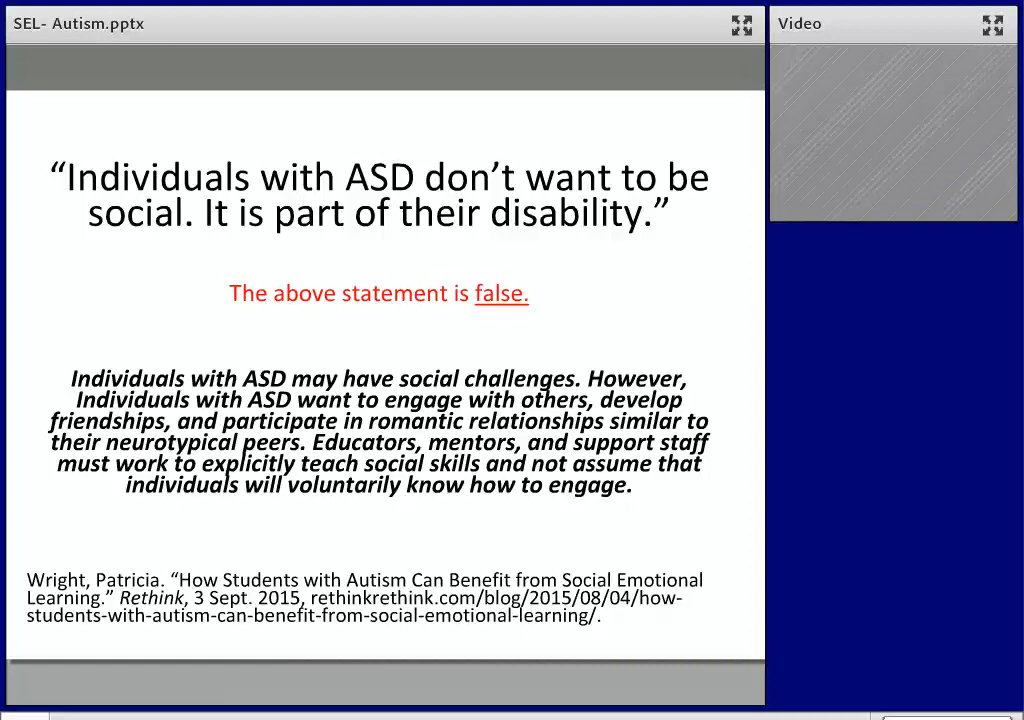 SEL- Autism.pptx
Video
“Individuals with ASD don’t want to be
social. It is part of their disability.”
The above statement is false.
Individuals with ASD may have social challenges. However,
Individuals with ASD want to engage with others, develop
friendships, and participate in romantic relationships similar to
their neurotypical peers. Educators, mentors, and support staff
must work to explicitly teach social skills and not assume that
individuals will voluntarily know how to engage.
Wright, Patricia. “How Students with Autism Can Benefit from Social Emotional
Learning.” Rethink, 3 Sept. 2015, rethinkrethink.com/blog/2015/08/04/how-
students-with-autism-can-benefit-from-social-emotional-learning/.